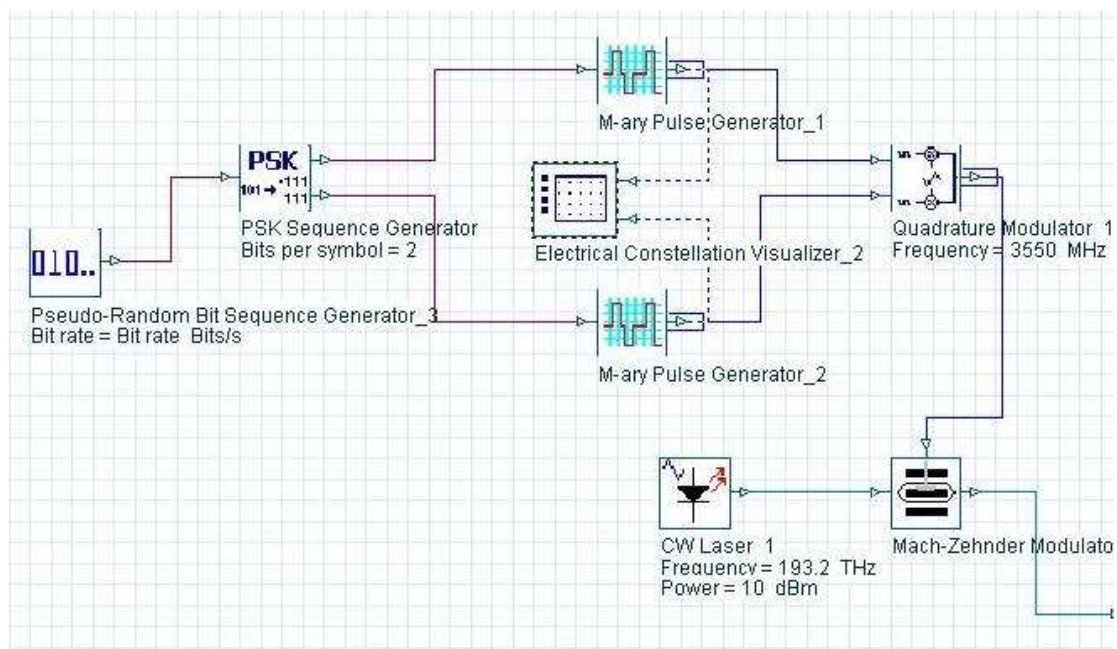 M-ary Pulse Generator_1
PSK
101 → 111
111
PSK Sequence Generator
Bits per symbol = 2
Quadrature Modulator 1
Frequency = 3550 MHz
Electrical Constellation Visualizer_2
010..
Pseudo-Random Bit Sequence Generator_3
Bit rate = Bit rate Bits/s
M-ary Pulse Generator_2
CW Laser 1
Frequency = 193.2 THz
Power = 10 dBm
Mach-Zehnder Modulato